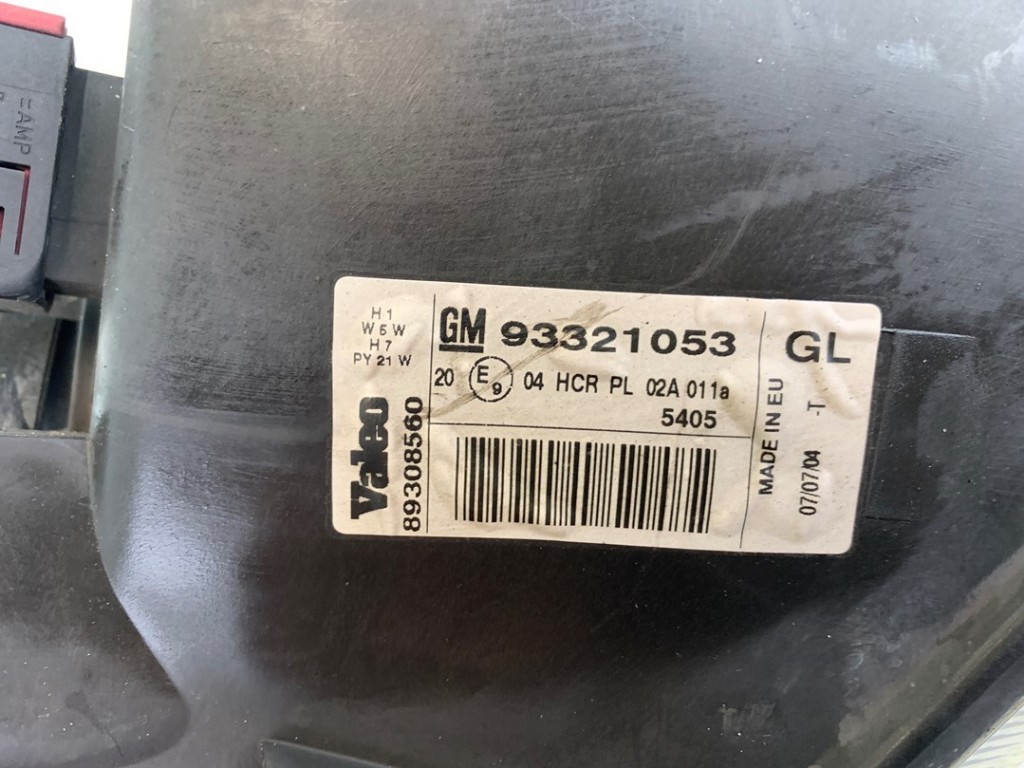 AMP
H1
W5W
H7
PY 21 W
Valeo
89308560
GM 93321053
20 E9 04 HCR PL 02A 011a
5405
GL
MADE IN EU
-T
07/07/04